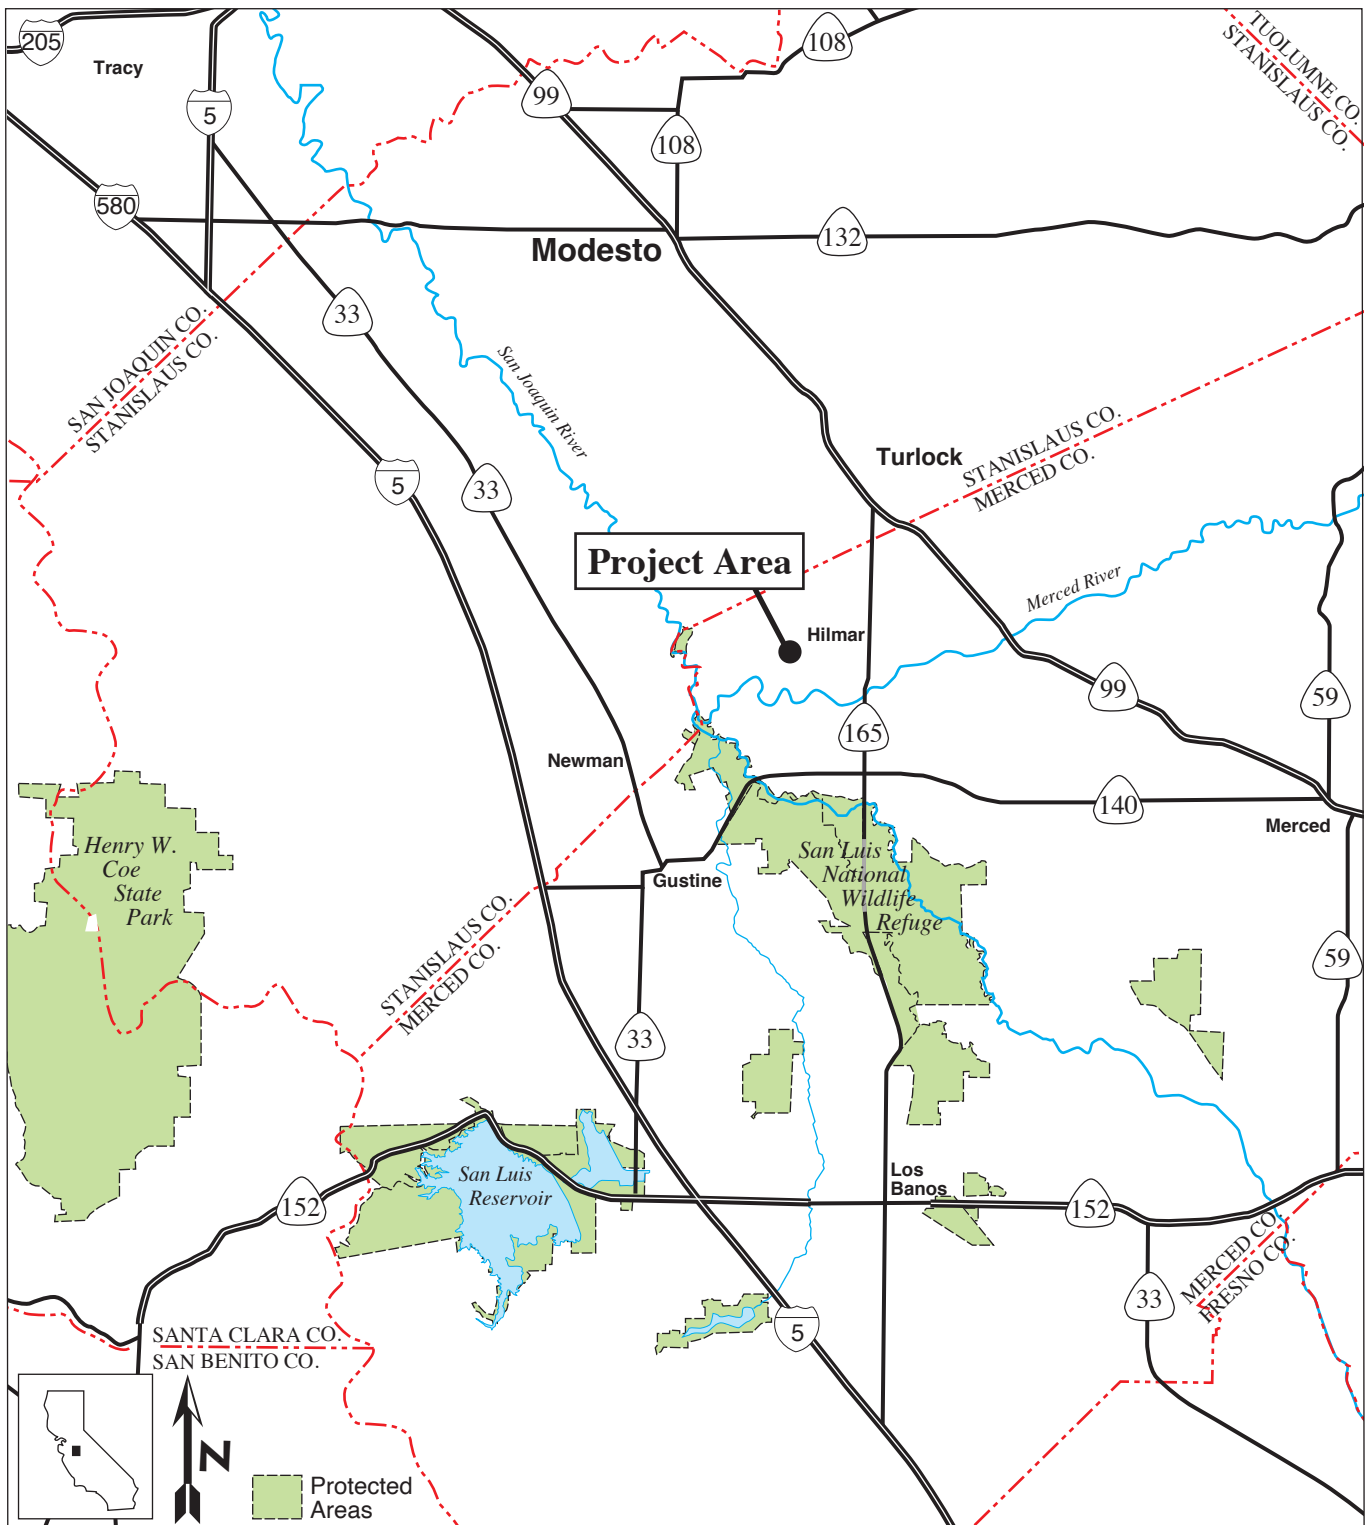 205
Tracy
108
TUOLUMNE CO.
STANISLAUS CO.
99
5
108
580
Modesto
132
33
San Joaquin River
SAN JOAQUIN CO.
STANISLAUS CO.
5
33
Turlock
STANISLAUS CO.
MERCED CO.
Project Area
Merced River
Hilmar
99
59
165
Newman
140
Merced
Henry W.
Coe
State
Park
Gustine
San Luis
National
Wildlife
Refuge
STANISLAUS CO.
MERCED CO.
59
33
San Luis
Reservoir
Los
Banos
152
152
MERCED CO.
FRESNO CO.
33
5
SANTA CLARA CO.
SAN BENITO CO.
N
Protected
Areas